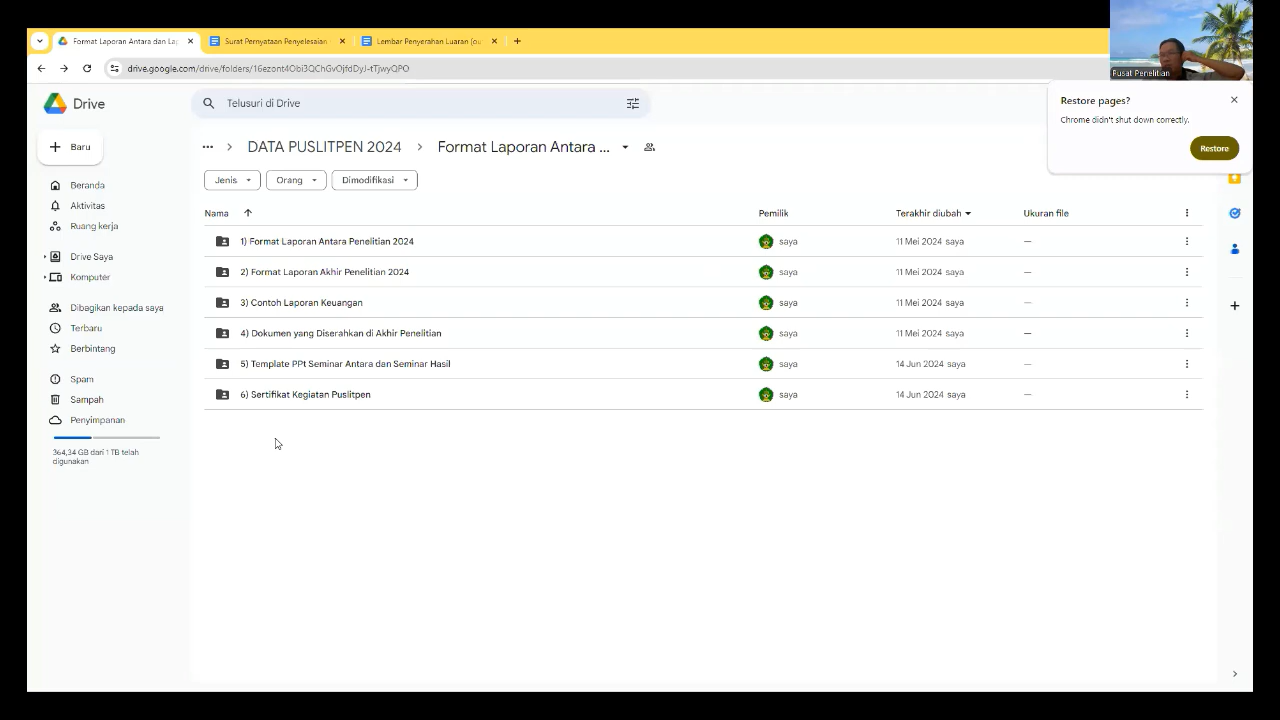 Format Laporan Antara dan La
Surat Pernyataan Penyelesaian
Lembar Penyerahan Luaran (ou
drive.google.com/drive/folders/16ezont4Obi3QChGvOjfdDyJ-tTjwyQPO
Pusat Penelitian
Restore pages?
Chrome didn't shut down correctly.
Restore
Drive
Telusuri di Drive
Baru
... > DATA PUSLITPEN 2024 > Format Laporan Antara ...
Jenis
Orang
Dimodifikasi
Beranda
Aktivitas
Ruang kerja
Drive Saya
Komputer
Dibagikan kepada saya
Terbaru
Berbintang
Spam
Sampah
Penyimpanan
364,34 GB dari 1 TB telah
digunakan
Nama Pemilik Terakhir diubah Ukuran file
1) Format Laporan Antara Penelitian 2024 saya 11 Mei 2024 saya —
2) Format Laporan Akhir Penelitian 2024 saya 11 Mei 2024 saya —
3) Contoh Laporan Keuangan saya 11 Mei 2024 saya —
4) Dokumen yang Diserahkan di Akhir Penelitian saya 11 Mei 2024 saya —
5) Template PPt Seminar Antara dan Seminar Hasil saya 14 Jun 2024 saya —
6) Sertifikat Kegiatan Puslitpen saya 14 Jun 2024 saya —